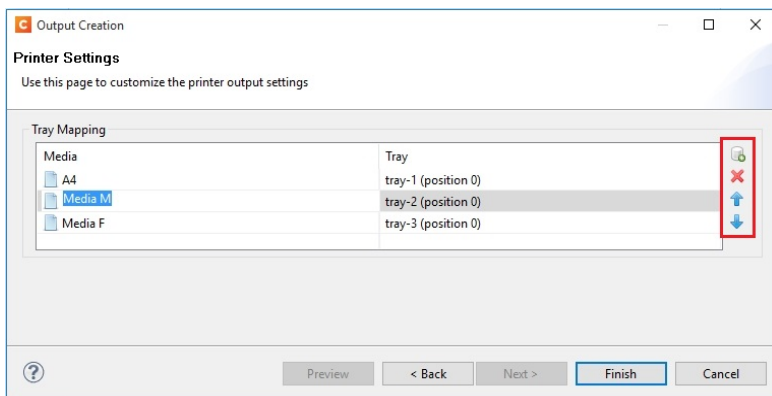 C Output Creation
Printer Settings
Use this page to customize the printer output settings
Tray Mapping
Media Tray
A4 tray-1 (position 0)
Media M tray-2 (position 0)
Media F tray-3 (position 0)
? Preview < Back Next > Finish Cancel